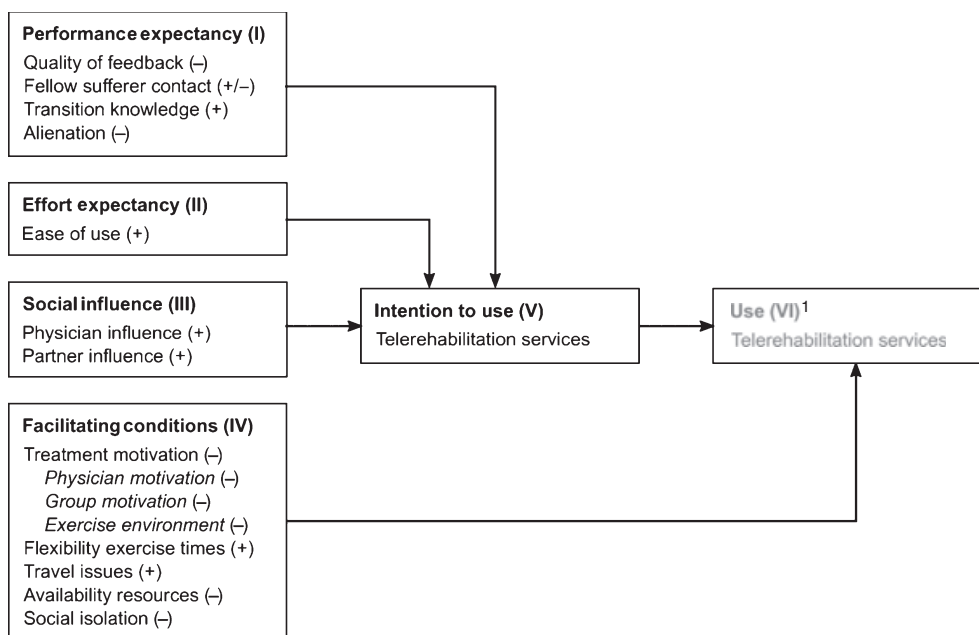 Performance expectancy (I)
Quality of feedback (–)
Fellow sufferer contact (+/–)
Transition knowledge (+)
Alienation (–)
Effort expectancy (II)
Ease of use (+)
Social influence (III)
Physician influence (+)
Partner influence (+)
Intention to use (V)
Telerehabilitation services
Use (VI)¹
Telerehabilitation services
Facilitating conditions (IV)
Treatment motivation (–)
Physician motivation (–)
Group motivation (–)
Exercise environment (–)
Flexibility exercise times (+)
Travel issues (+)
Availability resources (–)
Social isolation (–)